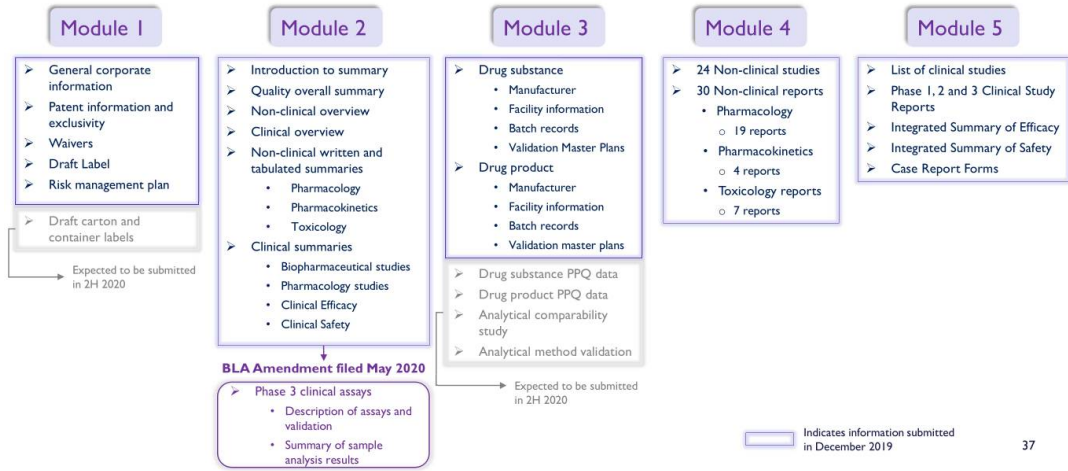 Module 1
General corporate
information
Patent information and
exclusivity
Waivers
Draft Label
Risk management plan
Draft carton and
container labels
Expected to be submitted
in 2H 2020
Module 2
Introduction to summary
Quality overall summary
Non-clinical overview
Clinical overview
Non-clinical written and
tabulated summaries
Pharmacology
Pharmacokinetics
Toxicology
Clinical summaries
Biopharmaceutical studies
Pharmacology studies
Clinical Efficacy
Clinical Safety
BLA Amendment filed May 2020
Phase 3 clinical assays
Description of assays and
validation
Summary of sample
analysis results
Module 3
Drug substance
Manufacturer
Facility information
Batch records
Validation Master Plans
Drug product
Manufacturer
Facility information
Batch records
Validation master plans
Drug substance PPQ data
Drug product PPQ data
Analytical comparability
study
Analytical method validation
Expected to be submitted
in 2H 2020
Module 4
24 Non-clinical studies
30 Non-clinical reports
Pharmacology
19 reports
Pharmacokinetics
4 reports
Toxicology reports
7 reports
Module 5
List of clinical studies
Phase 1, 2 and 3 Clinical Study
Reports
Integrated Summary of Efficacy
Integrated Summary of Safety
Case Report Forms
Indicates information submitted
in December 2019
37